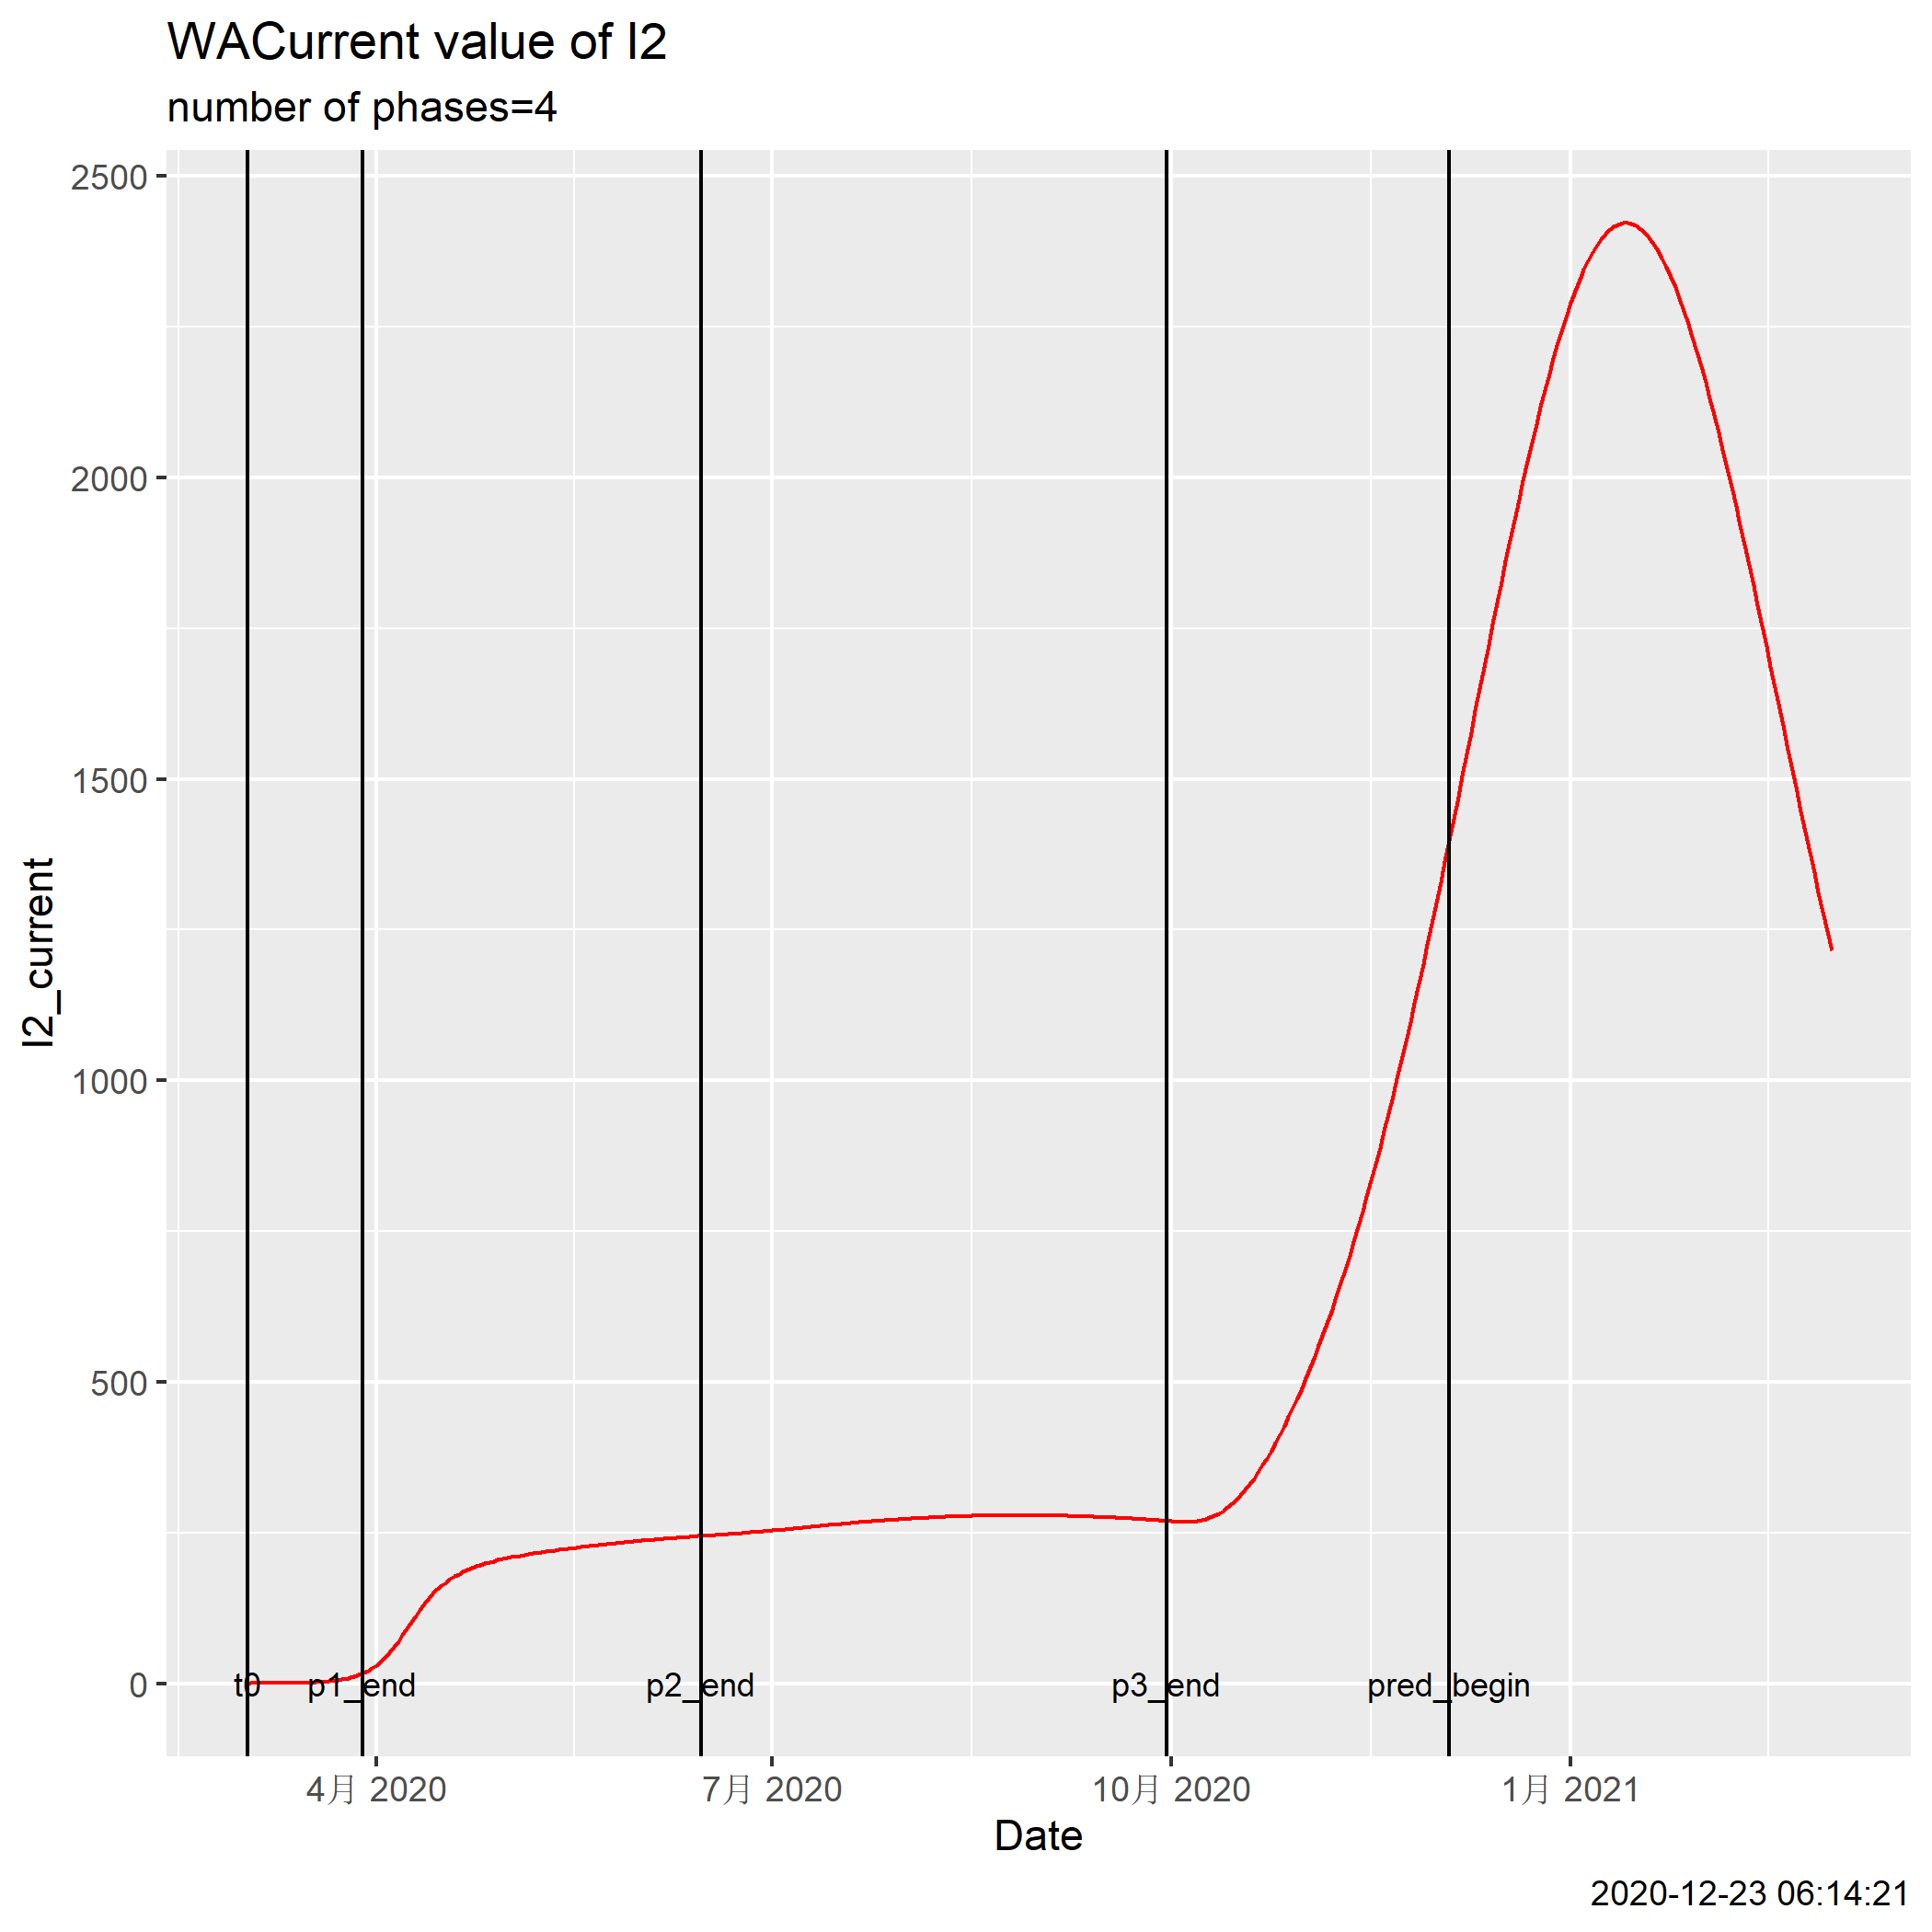 WACurrent value of I2
number of phases=4
2500
2000
1500
1000
500
0
I2_current
t0 p1_end p2_end p3_end pred_begin
4月 2020 7月 2020 10月 2020 1月 2021
Date
2020-12-23 06:14:21